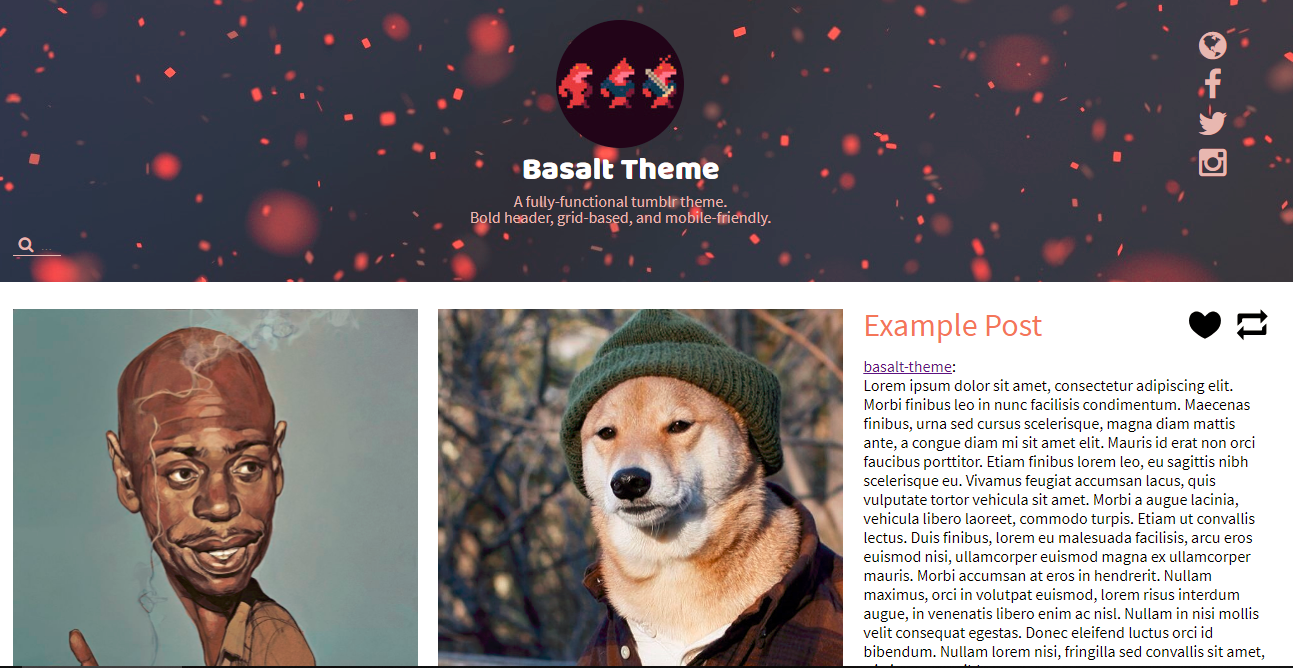 Basalt Theme
A fully-functional tumblr theme.
Bold header, grid-based, and mobile-friendly.
...
Example Post
basalt-theme:
Lorem ipsum dolor sit amet, consectetur adipiscing elit.
Morbi finibus leo in nunc facilisis condimentum. Maecenas
finibus, urna sed cursus scelerisque, magna diam mattis
ante, a congue diam mi sit amet elit. Mauris id erat non orci
faucibus porttitor. Etiam finibus lorem leo, eu sagittis nibh
scelerisque eu. Vivamus feugiat accumsan lacus, quis
vulputate tortor vehicula sit amet. Morbi a augue lacinia,
vehicula libero laoreet, commodo turpis. Etiam ut convallis
lectus. Duis finibus, lorem eu malesuada facilisis, arcu eros
euismod nisi, ullamcorper euismod magna ex ullamcorper
mauris. Morbi accumsan at eros in hendrerit. Nullam
maximus, orci in volutpat euismod, lorem risus interdum
augue, in venenatis libero enim ac nisl. Nullam in nisi mollis
velit consequat egestas. Donec eleifend luctus orci id
bibendum. Nullam lorem nisi, fringilla sed convallis sit amet,